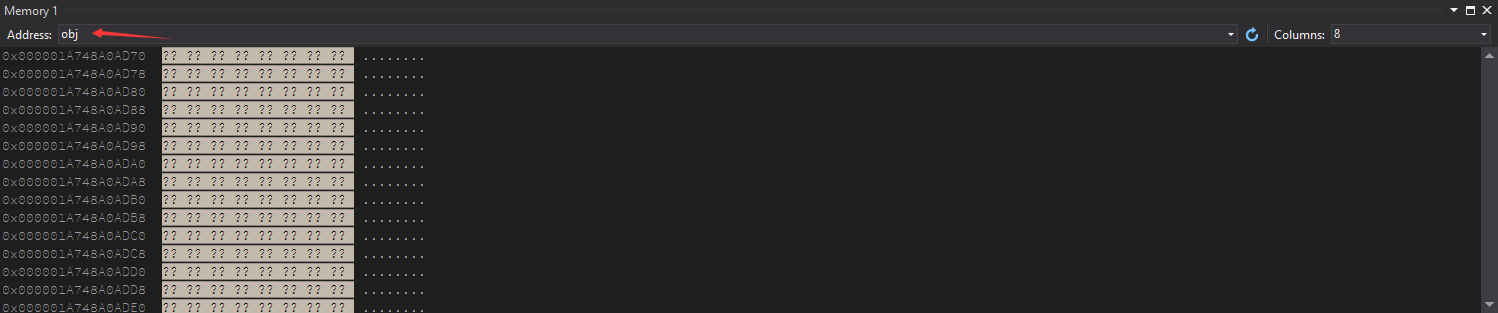 Memory 1
Address: obj Columns: 8
0x000001A748A0AD70 ?? ?? ?? ?? ?? ?? ?? ?? ........
0x000001A748A0AD78 ?? ?? ?? ?? ?? ?? ?? ?? ........
0x000001A748A0AD80 ?? ?? ?? ?? ?? ?? ?? ?? ........
0x000001A748A0AD88 ?? ?? ?? ?? ?? ?? ?? ?? ........
0x000001A748A0AD90 ?? ?? ?? ?? ?? ?? ?? ?? ........
0x000001A748A0AD98 ?? ?? ?? ?? ?? ?? ?? ?? ........
0x000001A748A0ADA0 ?? ?? ?? ?? ?? ?? ?? ?? ........
0x000001A748A0ADA8 ?? ?? ?? ?? ?? ?? ?? ?? ........
0x000001A748A0ADB0 ?? ?? ?? ?? ?? ?? ?? ?? ........
0x000001A748A0ADB8 ?? ?? ?? ?? ?? ?? ?? ?? ........
0x000001A748A0ADC0 ?? ?? ?? ?? ?? ?? ?? ?? ........
0x000001A748A0ADC8 ?? ?? ?? ?? ?? ?? ?? ?? ........
0x000001A748A0ADD0 ?? ?? ?? ?? ?? ?? ?? ?? ........
0x000001A748A0ADD8 ?? ?? ?? ?? ?? ?? ?? ?? ........
0x000001A748A0ADE0 ?? ?? ?? ?? ?? ?? ?? ?? ........